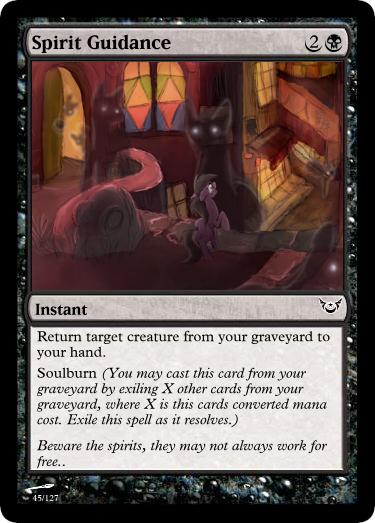 Spirit Guidance 2
Instant
Return target creature from your graveyard to
your hand.
Soulburn (You may cast this card from your
graveyard by exiling X other cards from your
graveyard, where X is this cards converted mana
cost. Exile this spell as it resolves.)
Beware the spirits, they may not always work for
free..
45/127